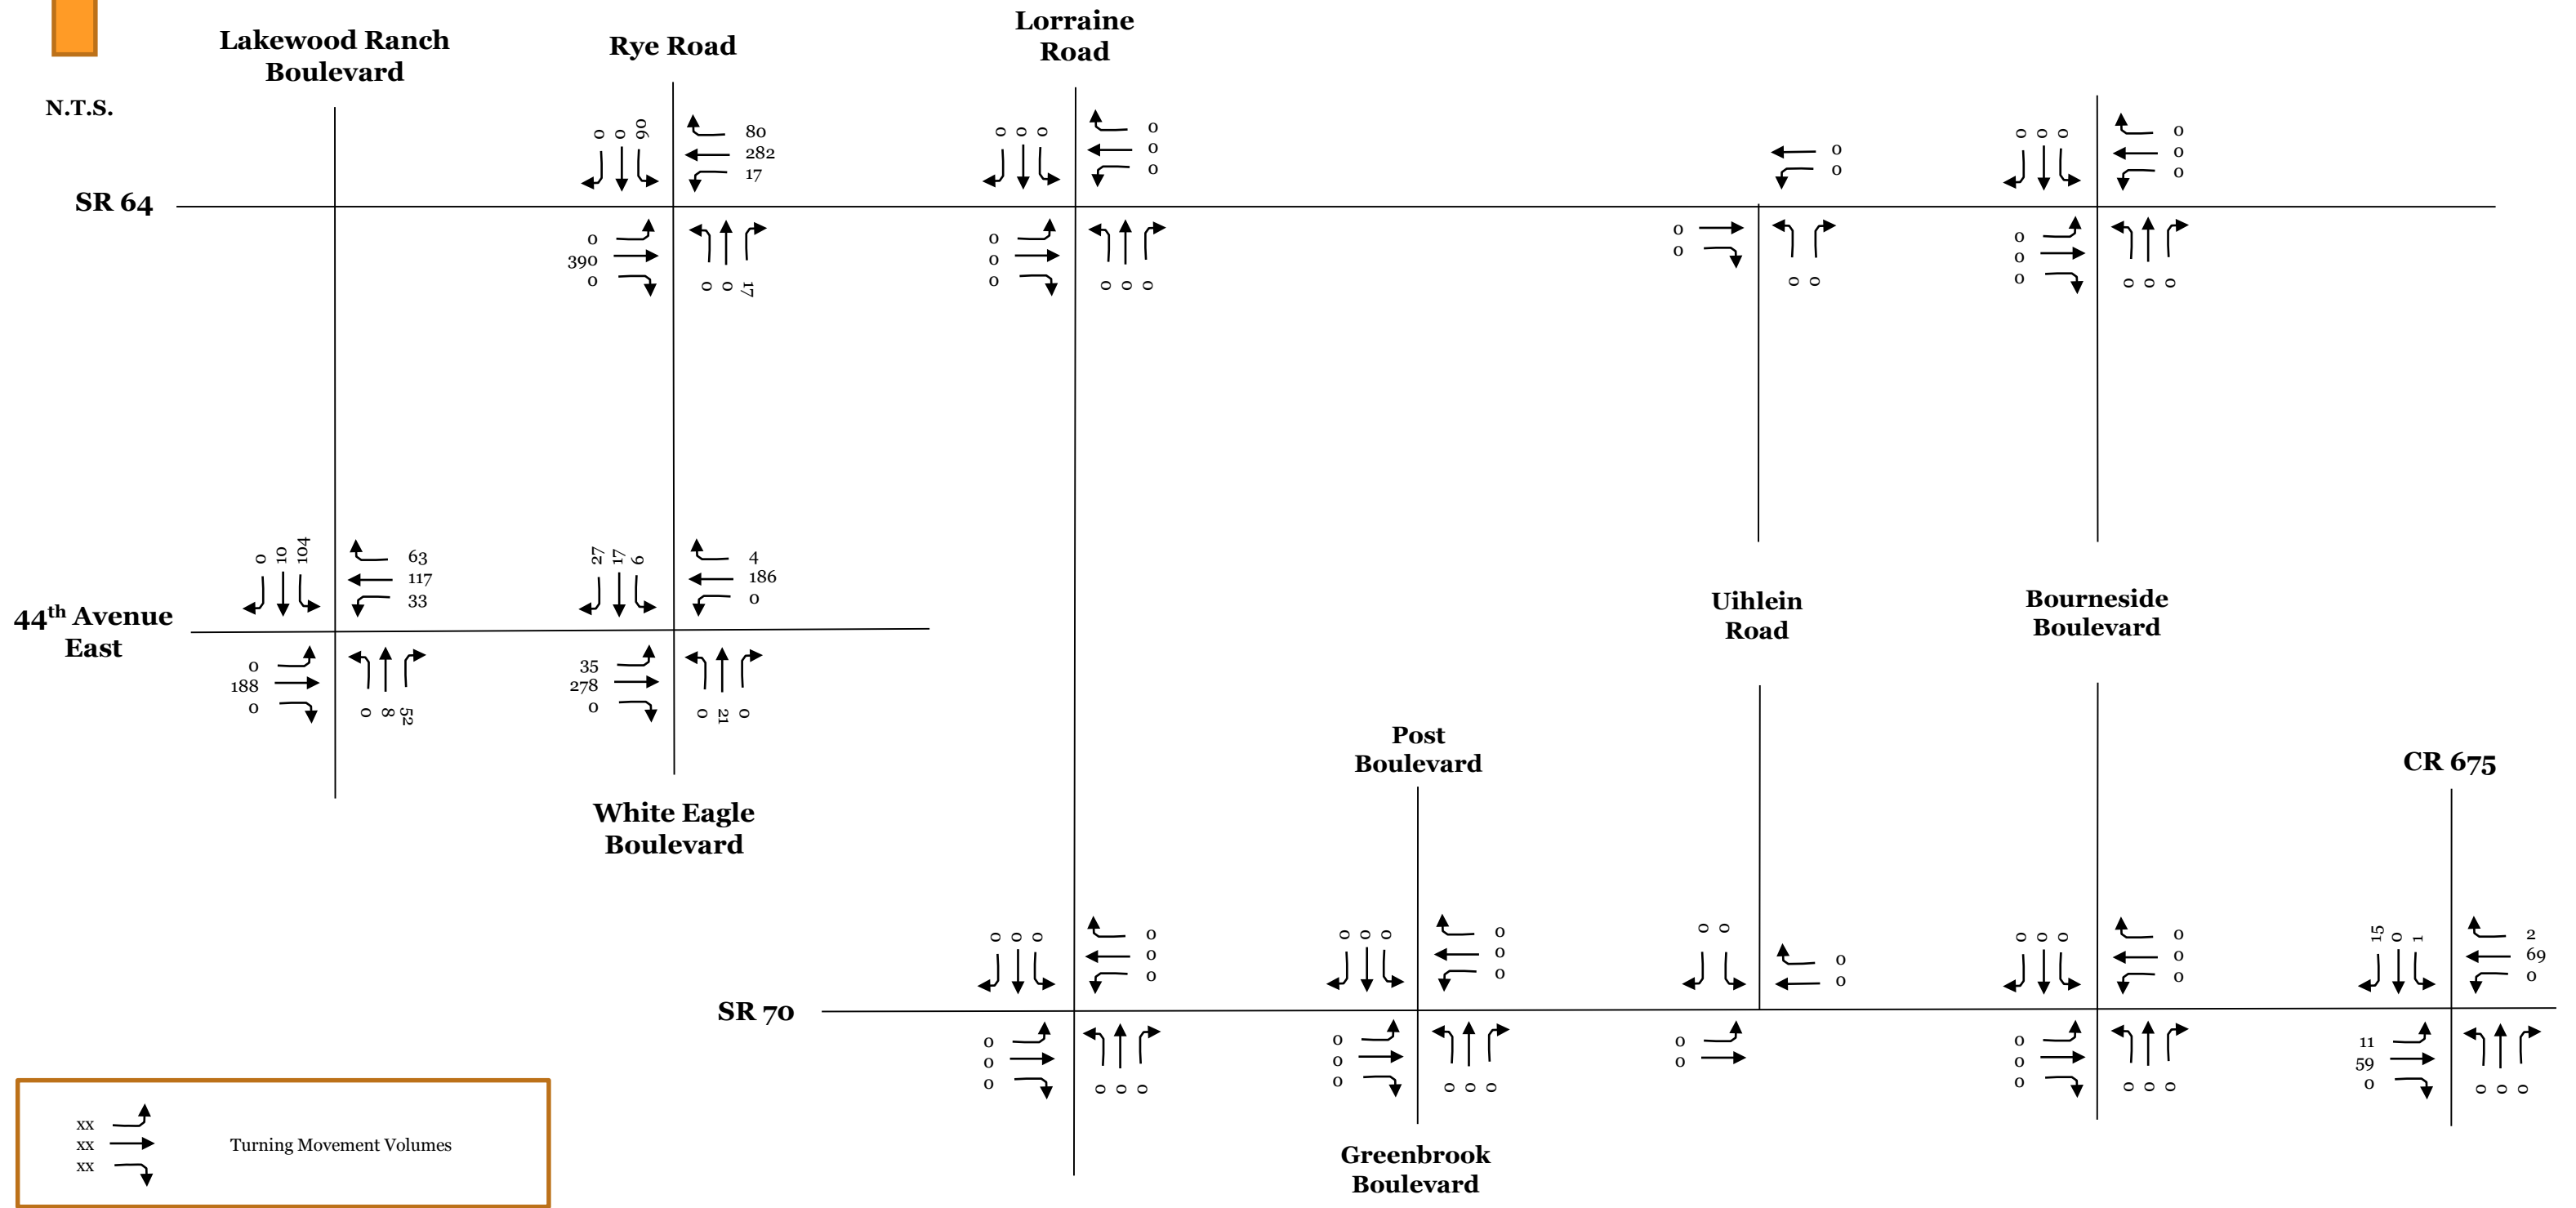 Lorraine
Road
Lakewood Ranch
Boulevard
Rye Road
N.T.S.
0 0 90
80
282
17
0 0 0
0
0
0
0
0
0 0 0
0
0
0
SR 64
0
390
0
0 0 17
0
0
0
0 0 0
0
0
0 0
0
0
0
0 0 0
0 10 104
63
117
33
27 17 6
4
186
0
44th Avenue
East
0
188
0
0 8 52
35
278
0
0 21 0
Uihlein
Road
Bourneside
Boulevard
Post
Boulevard
CR 675
White Eagle
Boulevard
0 0 0
0
0
0
0 0 0
0
0
0
0 0
0
0
0 0 0
0
0
0
15 0 1
2
69
0
SR 70
0
0
0
0 0 0
0
0
0
0 0 0
0
0
0
0
0
0 0 0
11
59
0
0 0 0
Greenbrook
Boulevard
xx
xx
xx
Turning Movement Volumes